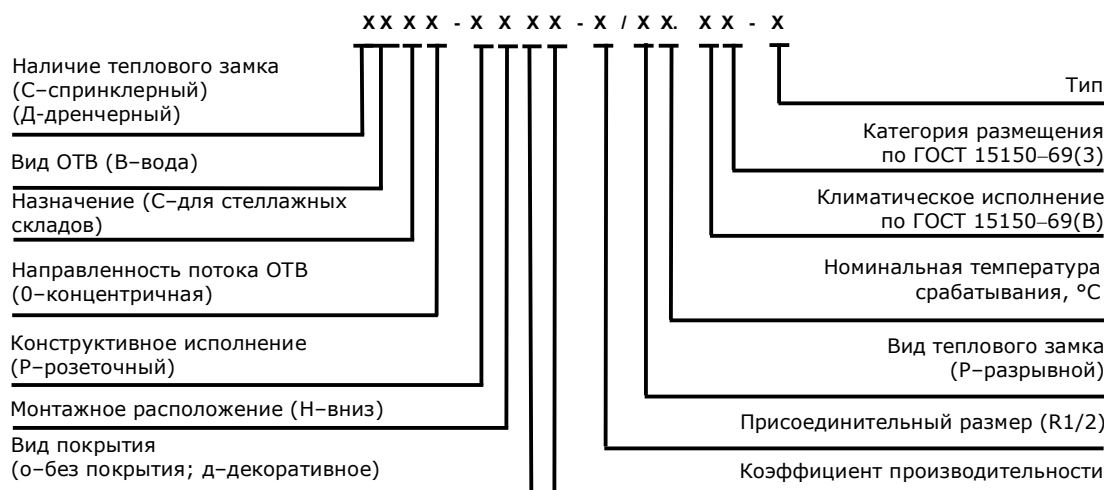 XX X X - X X X X - X / X X. X X - X
Наличие теплового замка
(С–спринклерный)
(Д-дренчерный)
Вид ОТВ (В–вода)
Назначение (С–для стеллажных
складов)
Направленность потока ОТВ
(0–концентричная)
Конструктивное исполнение
(Р–розеточный)
Монтажное расположение (Н–вниз)
Вид покрытия
(о–без покрытия; д–декоративное)
Тип
Категория размещения
по ГОСТ 15150–69(3)
Климатическое исполнение
по ГОСТ 15150–69(В)
Номинальная температура
срабатывания, °С
Вид теплового замка
(Р–разрывной)
Присоединительный размер (R1/2)
Коэффициент производительности